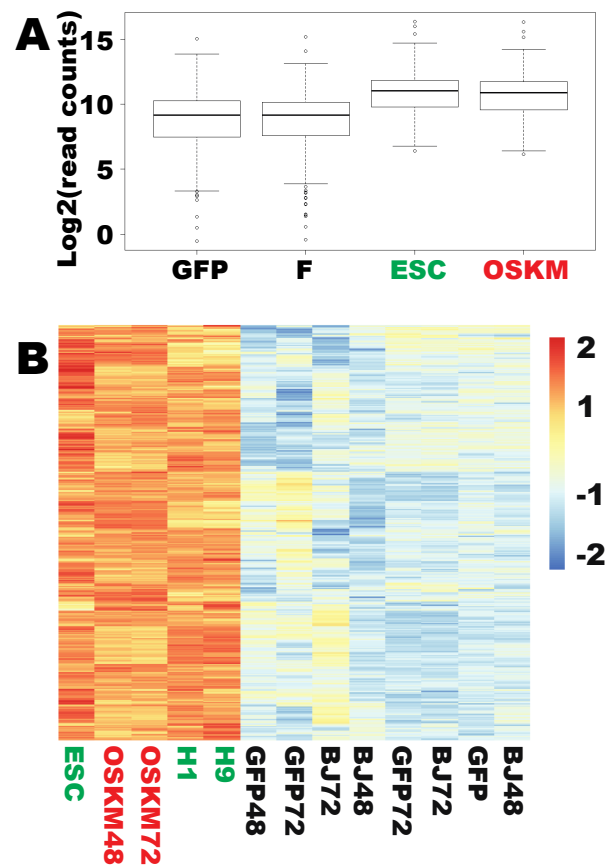 A
Log2(read counts)
15
10
5
0
GFP F ESC OSKM
B
2
1
-1
-2
ESC OSKM48 OSKM72 H1 H9 GFP48 GFP72 BJ72 BJ48 GFP72 BJ72 GFP BJ48